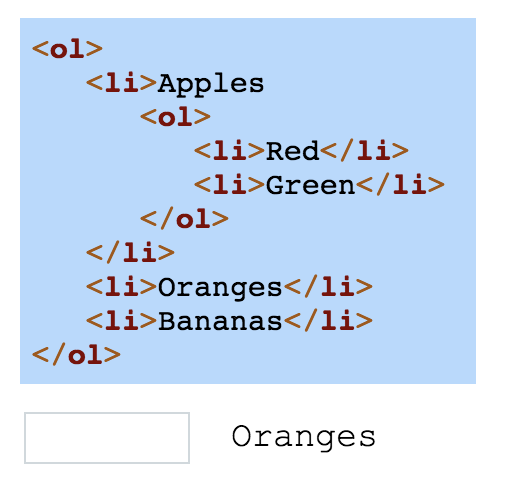 <ol>
<li>Apples
<ol>
<li>Red</li>
<li>Green</li>
</ol>
</li>
<li>Oranges</li>
<li>Bananas</li>
</ol>
Oranges